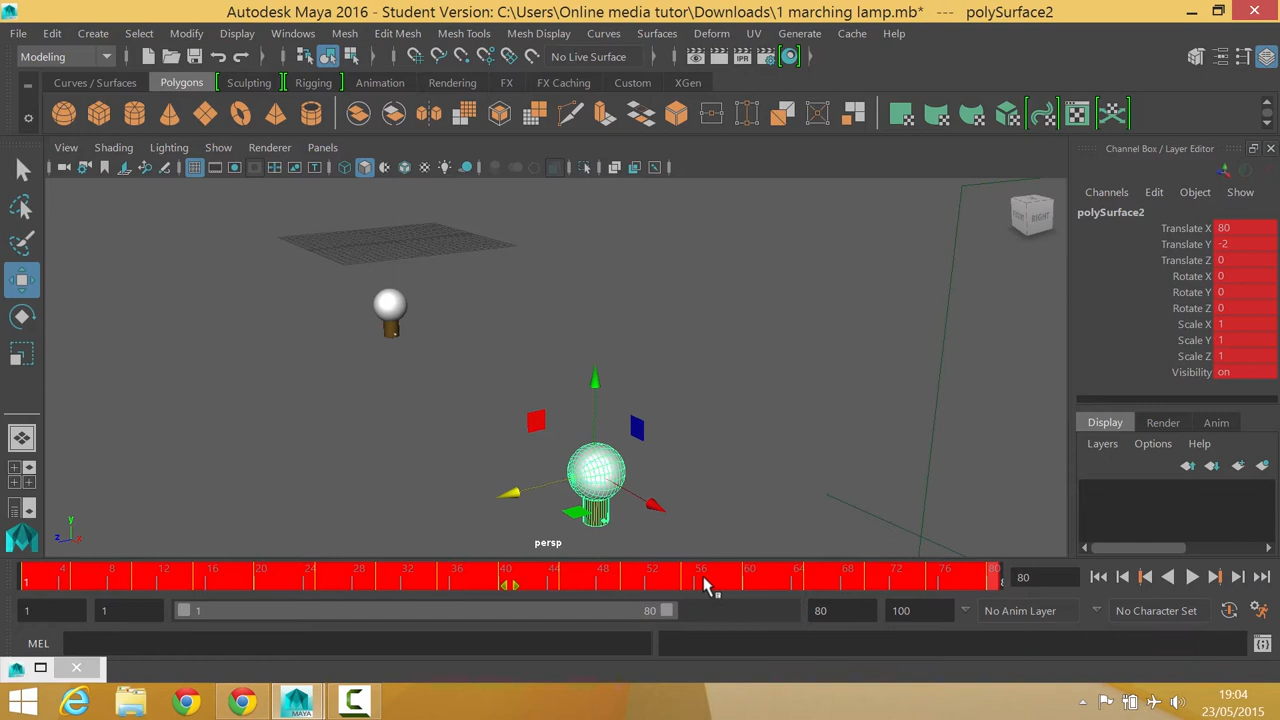 Autodesk Maya 2016 - Student Version: C:\Users\Online media tutor\Downloads\1 marching lamp.mb* --- polySurface2
File Edit Create Select Modify Display Windows Mesh Edit Mesh Mesh Tools Mesh Display Curves Surfaces Deform UV Generate Cache Help
Modeling No Live Surface IPR
Curves / Surfaces Polygons Sculpting Rigging Animation Rendering FX FX Caching Custom XGen
View Shading Lighting Show Renderer Panels
Channel Box / Layer Editor
Channels Edit Object Show
polySurface2
Translate X 80
Translate Y -2
Translate Z 0
Rotate X 0
Rotate Y 0
Rotate Z 0
Scale X 1
Scale Y 1
Scale Z 1
Visibility on
RIGHT
Display Render Anim
Layers Options Help
y
z x
persp
4 8 12 16 20 24 28 32 36 40 44 48 52 56 60 64 68 72 76 80
1 80
1 1 1 80 80 100 No Anim Layer No Character Set
MEL
MAYA
19:04
23/05/2015